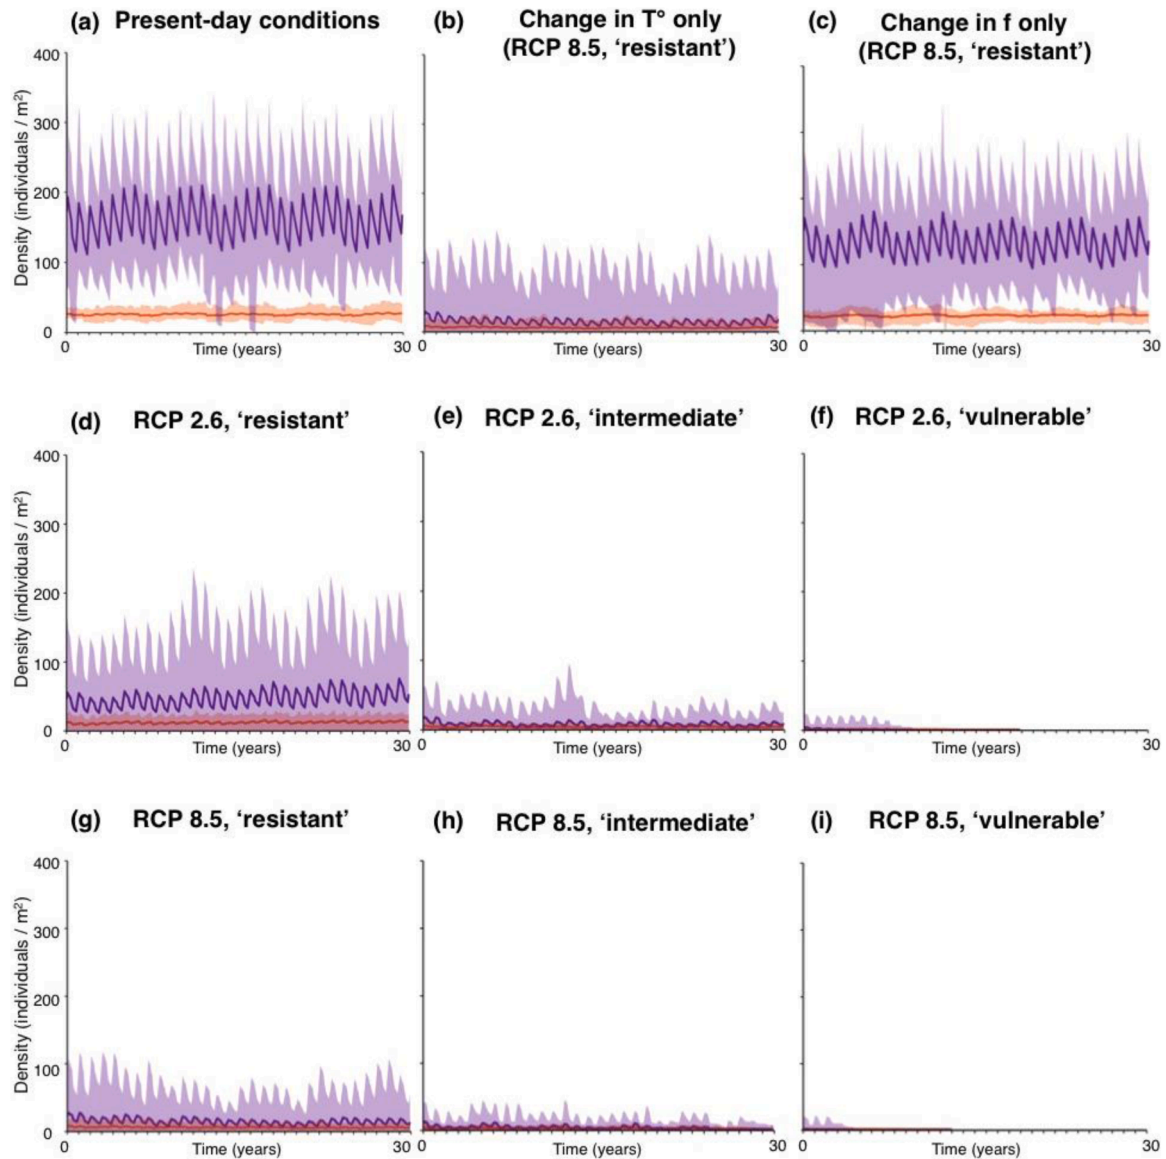 (a) Present-day conditions
(b) Change in T° only
(RCP 8.5, ‘resistant’)
(c) Change in f only
(RCP 8.5, ‘resistant’)
Density (individuals / m²)
400
300
200
100
0
0 Time (years) 30
0 Time (years) 30
0 Time (years) 30
(d) RCP 2.6, ‘resistant’
(e) RCP 2.6, ‘intermediate’
(f) RCP 2.6, ‘vulnerable’
Density (individuals / m²)
400
300
200
100
0
0 Time (years) 30
0 Time (years) 30
0 Time (years) 30
(g) RCP 8.5, ‘resistant’
(h) RCP 8.5, ‘intermediate’
(i) RCP 8.5, ‘vulnerable’
Density (individuals / m²)
400
300
200
100
0
0 Time (years) 30
0 Time (years) 30
0 Time (years) 30